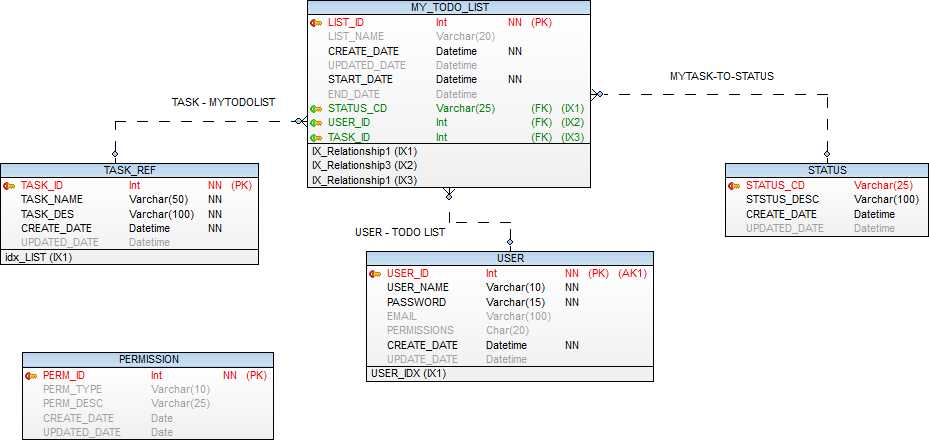 MY_TODO_LIST
LIST_ID Int NN (PK)
LIST_NAME Varchar(20)
CREATE_DATE Datetime NN
UPDATED_DATE Datetime
START_DATE Datetime NN
END_DATE Datetime
STATUS_CD Varchar(25) (FK) (IX1)
USER_ID Int (FK) (IX2)
TASK_ID Int (FK) (IX3)
IX_Relationship1 (IX1)
IX_Relationship3 (IX2)
IX_Relationship1 (IX3)
TASK - MYTODOLIST
MYTASK-TO-STATUS
TASK_REF
TASK_ID Int NN (PK)
TASK_NAME Varchar(50) NN
TASK_DES Varchar(100) NN
CREATE_DATE Datetime NN
UPDATED_DATE Datetime
idx_LIST (IX1)
STATUS
STATUS_CD Varchar(25)
STSTUS_DESC Varchar(100)
CREATE_DATE Datetime
UPDATED_DATE Datetime
USER - TODO LIST
USER
USER_ID Int NN (PK) (AK1)
USER_NAME Varchar(10) NN
PASSWORD Varchar(15) NN
EMAIL Varchar(100)
PERMISSIONS Char(20)
CREATE_DATE Datetime NN
UPDATE_DATE Datetime
USER_IDX (IX1)
PERMISSION
PERM_ID Int NN (PK)
PERM_TYPE Varchar(10)
PERM_DESC Varchar(25)
CREATE_DATE Date
UPDATED_DATE Date